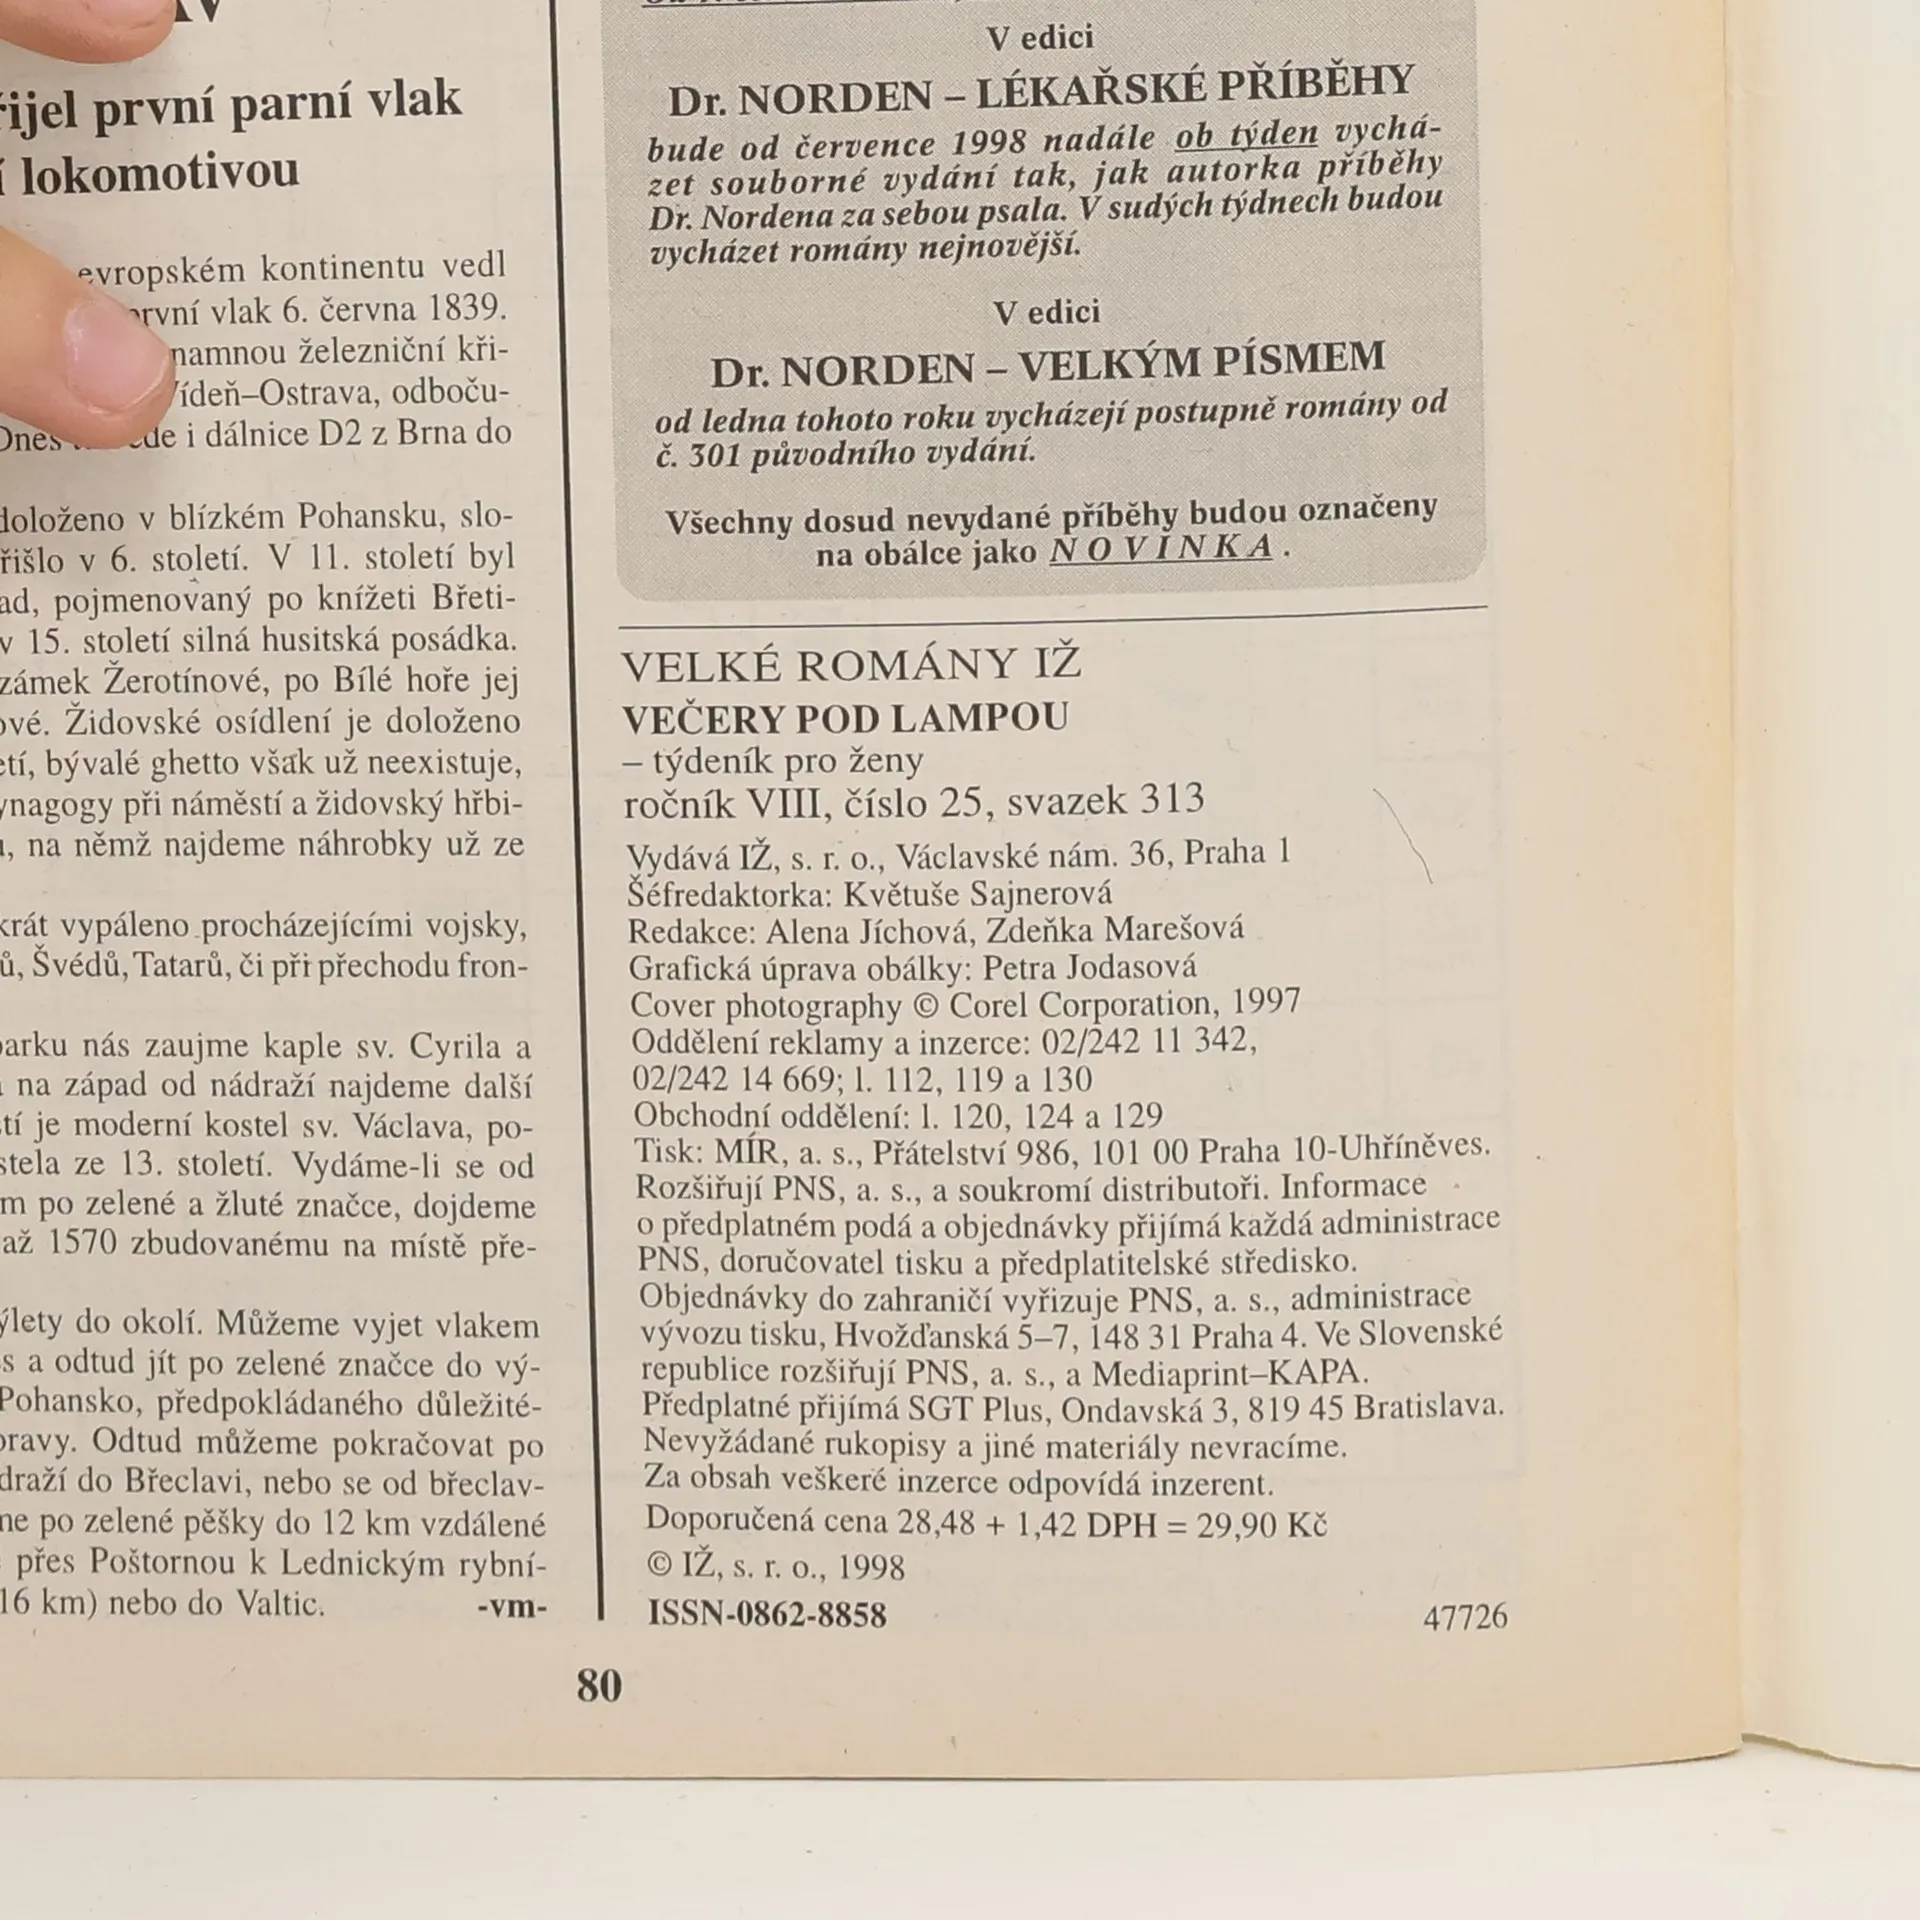 první parní vlak
lokomotivou
evropském kontinentu vedl
vlak 6. června 1839.
železniční kři-
Vídeň–Ostrava, odboču-
Dnes i dálnice D2 z Brna do
doloženo v blízkém Pohansku, slo-
v 6. století. V 11. století byl
pojmenovaný po knížeti Břeti-
v 15. století silná husitská posádka.
zámek Žerotínové, po Bílé hoře jej
Židovské osídlení je doloženo
bývalé ghetto však už neexistuje,
při náměstí a židovský hřbi-
na němž najdeme náhrobky už ze
vypáleno procházejícími vojsky,
Švédů, Tatarů, či při přechodu fron-
nás zaujme kaple sv. Cyrila a
na západ od nádraží najdeme další
je moderní kostel sv. Václava, po-
ze 13. století. Vydáme-li se od
po zelené a žluté značce, dojdeme
až 1570 zbudovanému na místě pře-
do okolí. Můžeme vyjet vlakem
a odtud jít po zelené značce do vý-
Pohansko, předpokládaného důležité-
Odtud můžeme pokračovat po
do Břeclavi, nebo se od břeclav-
po zelené pěšky do 12 km vzdálené
přes Poštornou k Lednickým rybní-
16 km) nebo do Valtic. -vm-
V edici
Dr. NORDEN – LÉKAŘSKÉ PŘÍBĚHY
bude od července 1998 nadále ob týden vychá-
zet souborné vydání tak, jak autorka příběhy
Dr. Nordena za sebou psala. V sudých týdnech budou
vycházet romány nejnovější.
V edici
Dr. NORDEN – VELKÝM PÍSMEM
od ledna tohoto roku vycházejí postupně romány od
č. 301 původního vydání.
Všechny dosud nevydané příběhy budou označeny
na obálce jako NOVINKA.
VELKÉ ROMÁNY IŽ
VEČERY POD LAMPOU
– týdeník pro ženy
ročník VIII, číslo 25, svazek 313
Vydává IŽ, s. r. o., Václavské nám. 36, Praha 1
Šéfredaktorka: Květuše Sajnerová
Redakce: Alena Jíchová, Zdeňka Marešová
Grafická úprava obálky: Petra Jodasová
Cover photography © Corel Corporation, 1997
Oddělení reklamy a inzerce: 02/242 11 342,
02/242 14 669; l. 112, 119 a 130
Obchodní oddělení: l. 120, 124 a 129
Tisk: MÍR, a. s., Přátelství 986, 101 00 Praha 10-Uhříněves.
Rozšiřují PNS, a. s., a soukromí distributoři. Informace
o předplatném podá a objednávky přijímá každá administrace
PNS, doručovatel tisku a předplatitelské středisko.
Objednávky do zahraničí vyřizuje PNS, a. s., administrace
vývozu tisku, Hvožďanská 5–7, 148 31 Praha 4. Ve Slovenské
republice rozšiřují PNS, a. s., a Mediaprint–KAPA.
Předplatné přijímá SGT Plus, Ondavská 3, 819 45 Bratislava.
Nevyžádané rukopisy a jiné materiály nevracíme.
Za obsah veškeré inzerce odpovídá inzerent.
Doporučená cena 28,48 + 1,42 DPH = 29,90 Kč
© IŽ, s. r. o., 1998
ISSN-0862-8858 47726
80